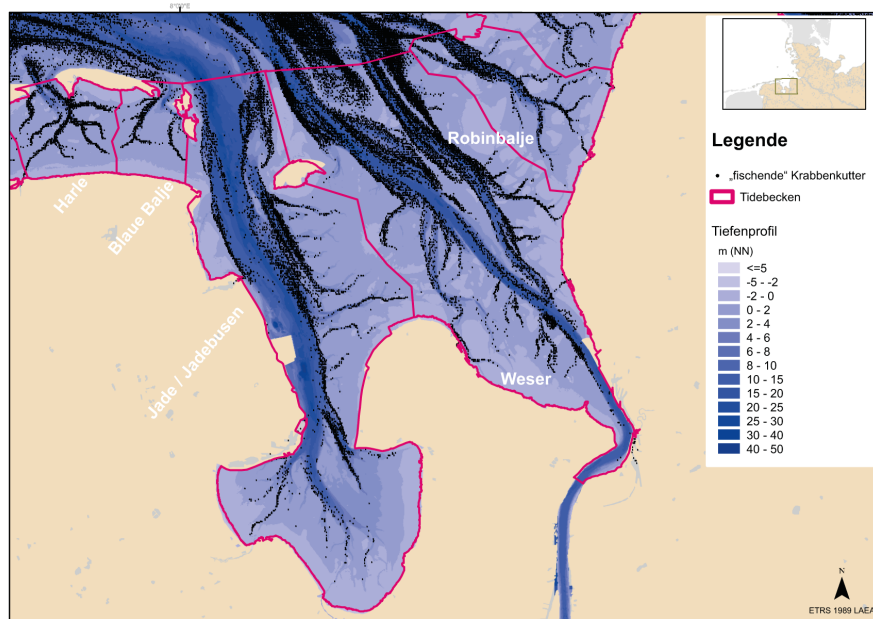 Robinbalje
Harle
Blaue Balje
Jade / Jadebusen
Weser
Legende
„fischende“ Krabbenkutter
Tidebecken
Tiefenprofil
m (NN)
<=5
-5 - -2
-2 - 0
0 - 2
2 - 4
4 - 6
6 - 8
8 - 10
10 - 15
15 - 20
20 - 25
25 - 30
30 - 40
40 - 50
N
ETRS 1989 LAEA